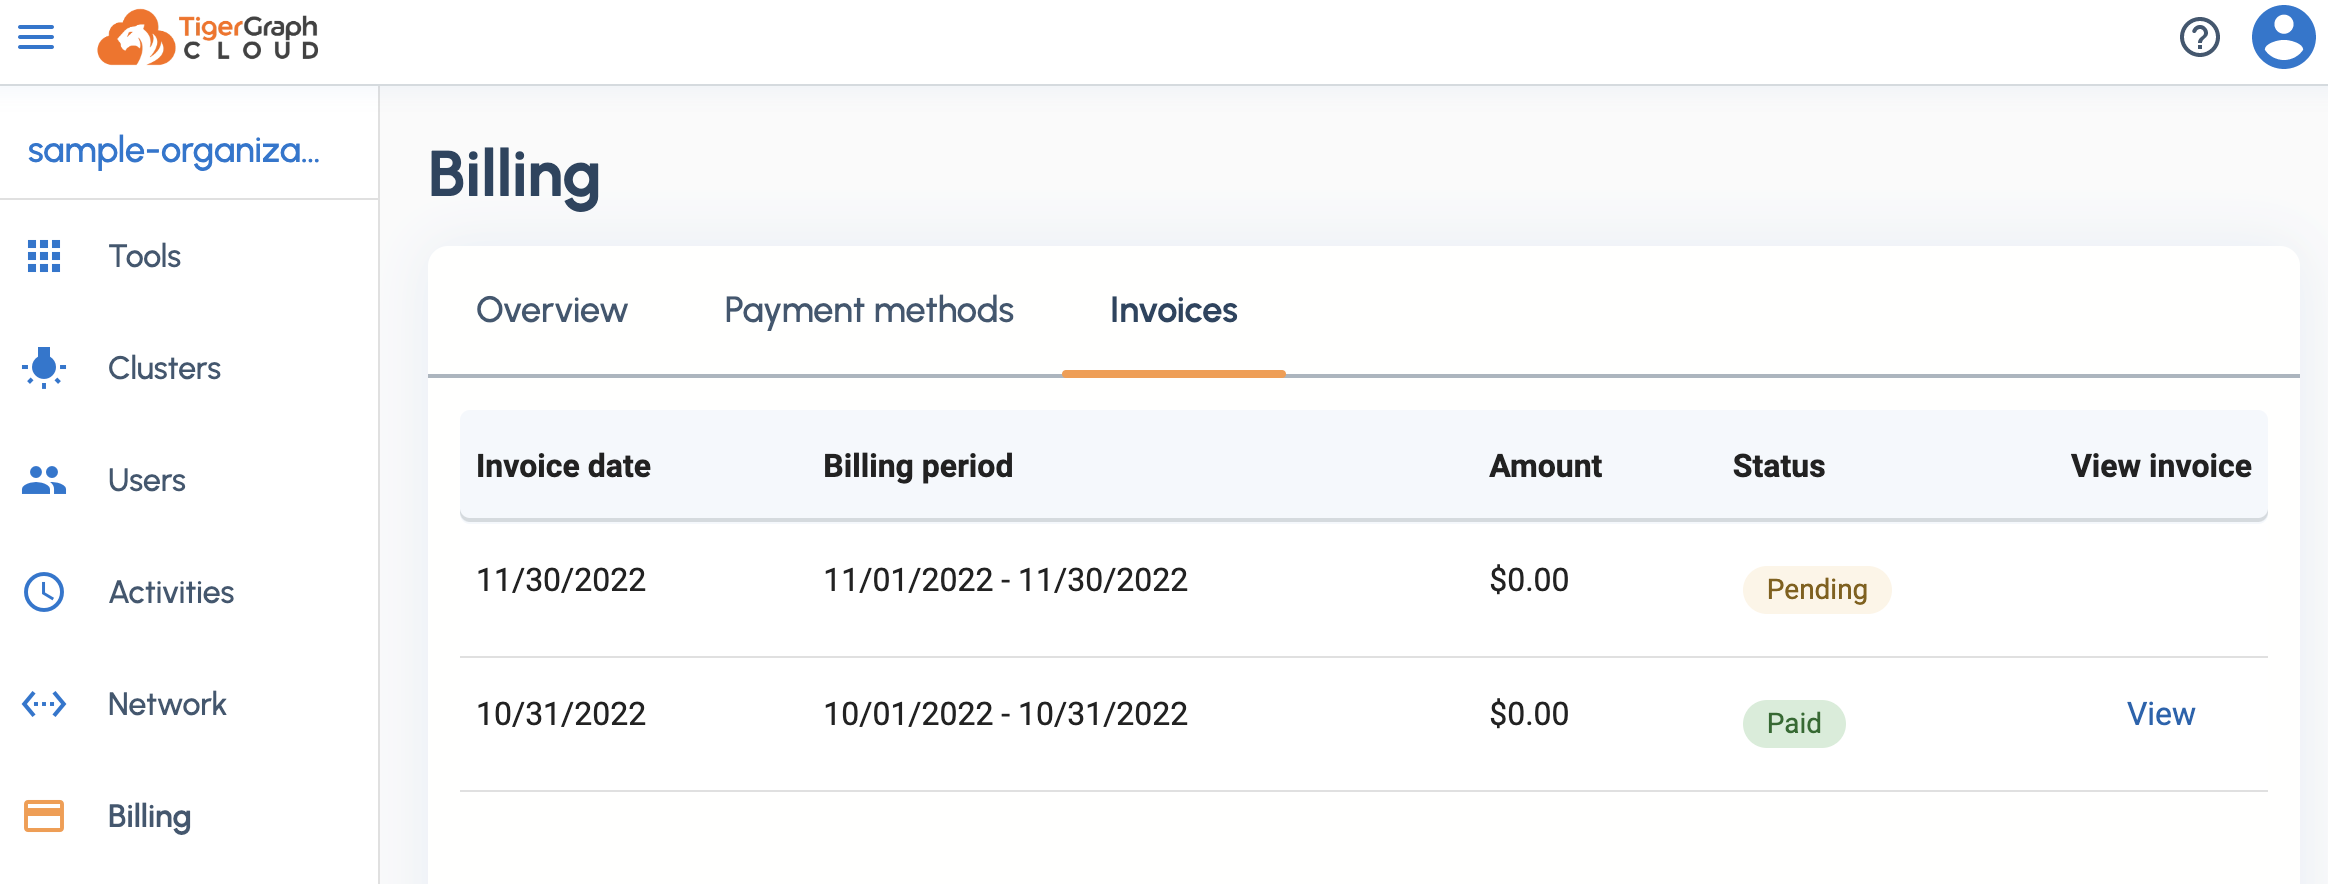 TigerGraph
CLOUD
sample-organiza...
Tools
Clusters
Users
Activities
Network
Billing
Billing
Overview Payment methods Invoices
Invoice date Billing period Amount Status View invoice
11/30/2022 11/01/2022 - 11/30/2022 $0.00 Pending
10/31/2022 10/01/2022 - 10/31/2022 $0.00 Paid View